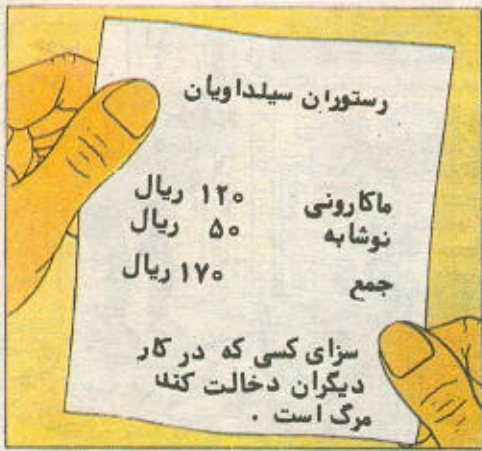 رستوران سیلداویان
ماکارونی ۱۲۰ ریال
نوشابه ۵۰ ریال
جمع ۱۷۰ ریال
سزای کسی که در کار
دیگران دخالت کند
مرگ است .